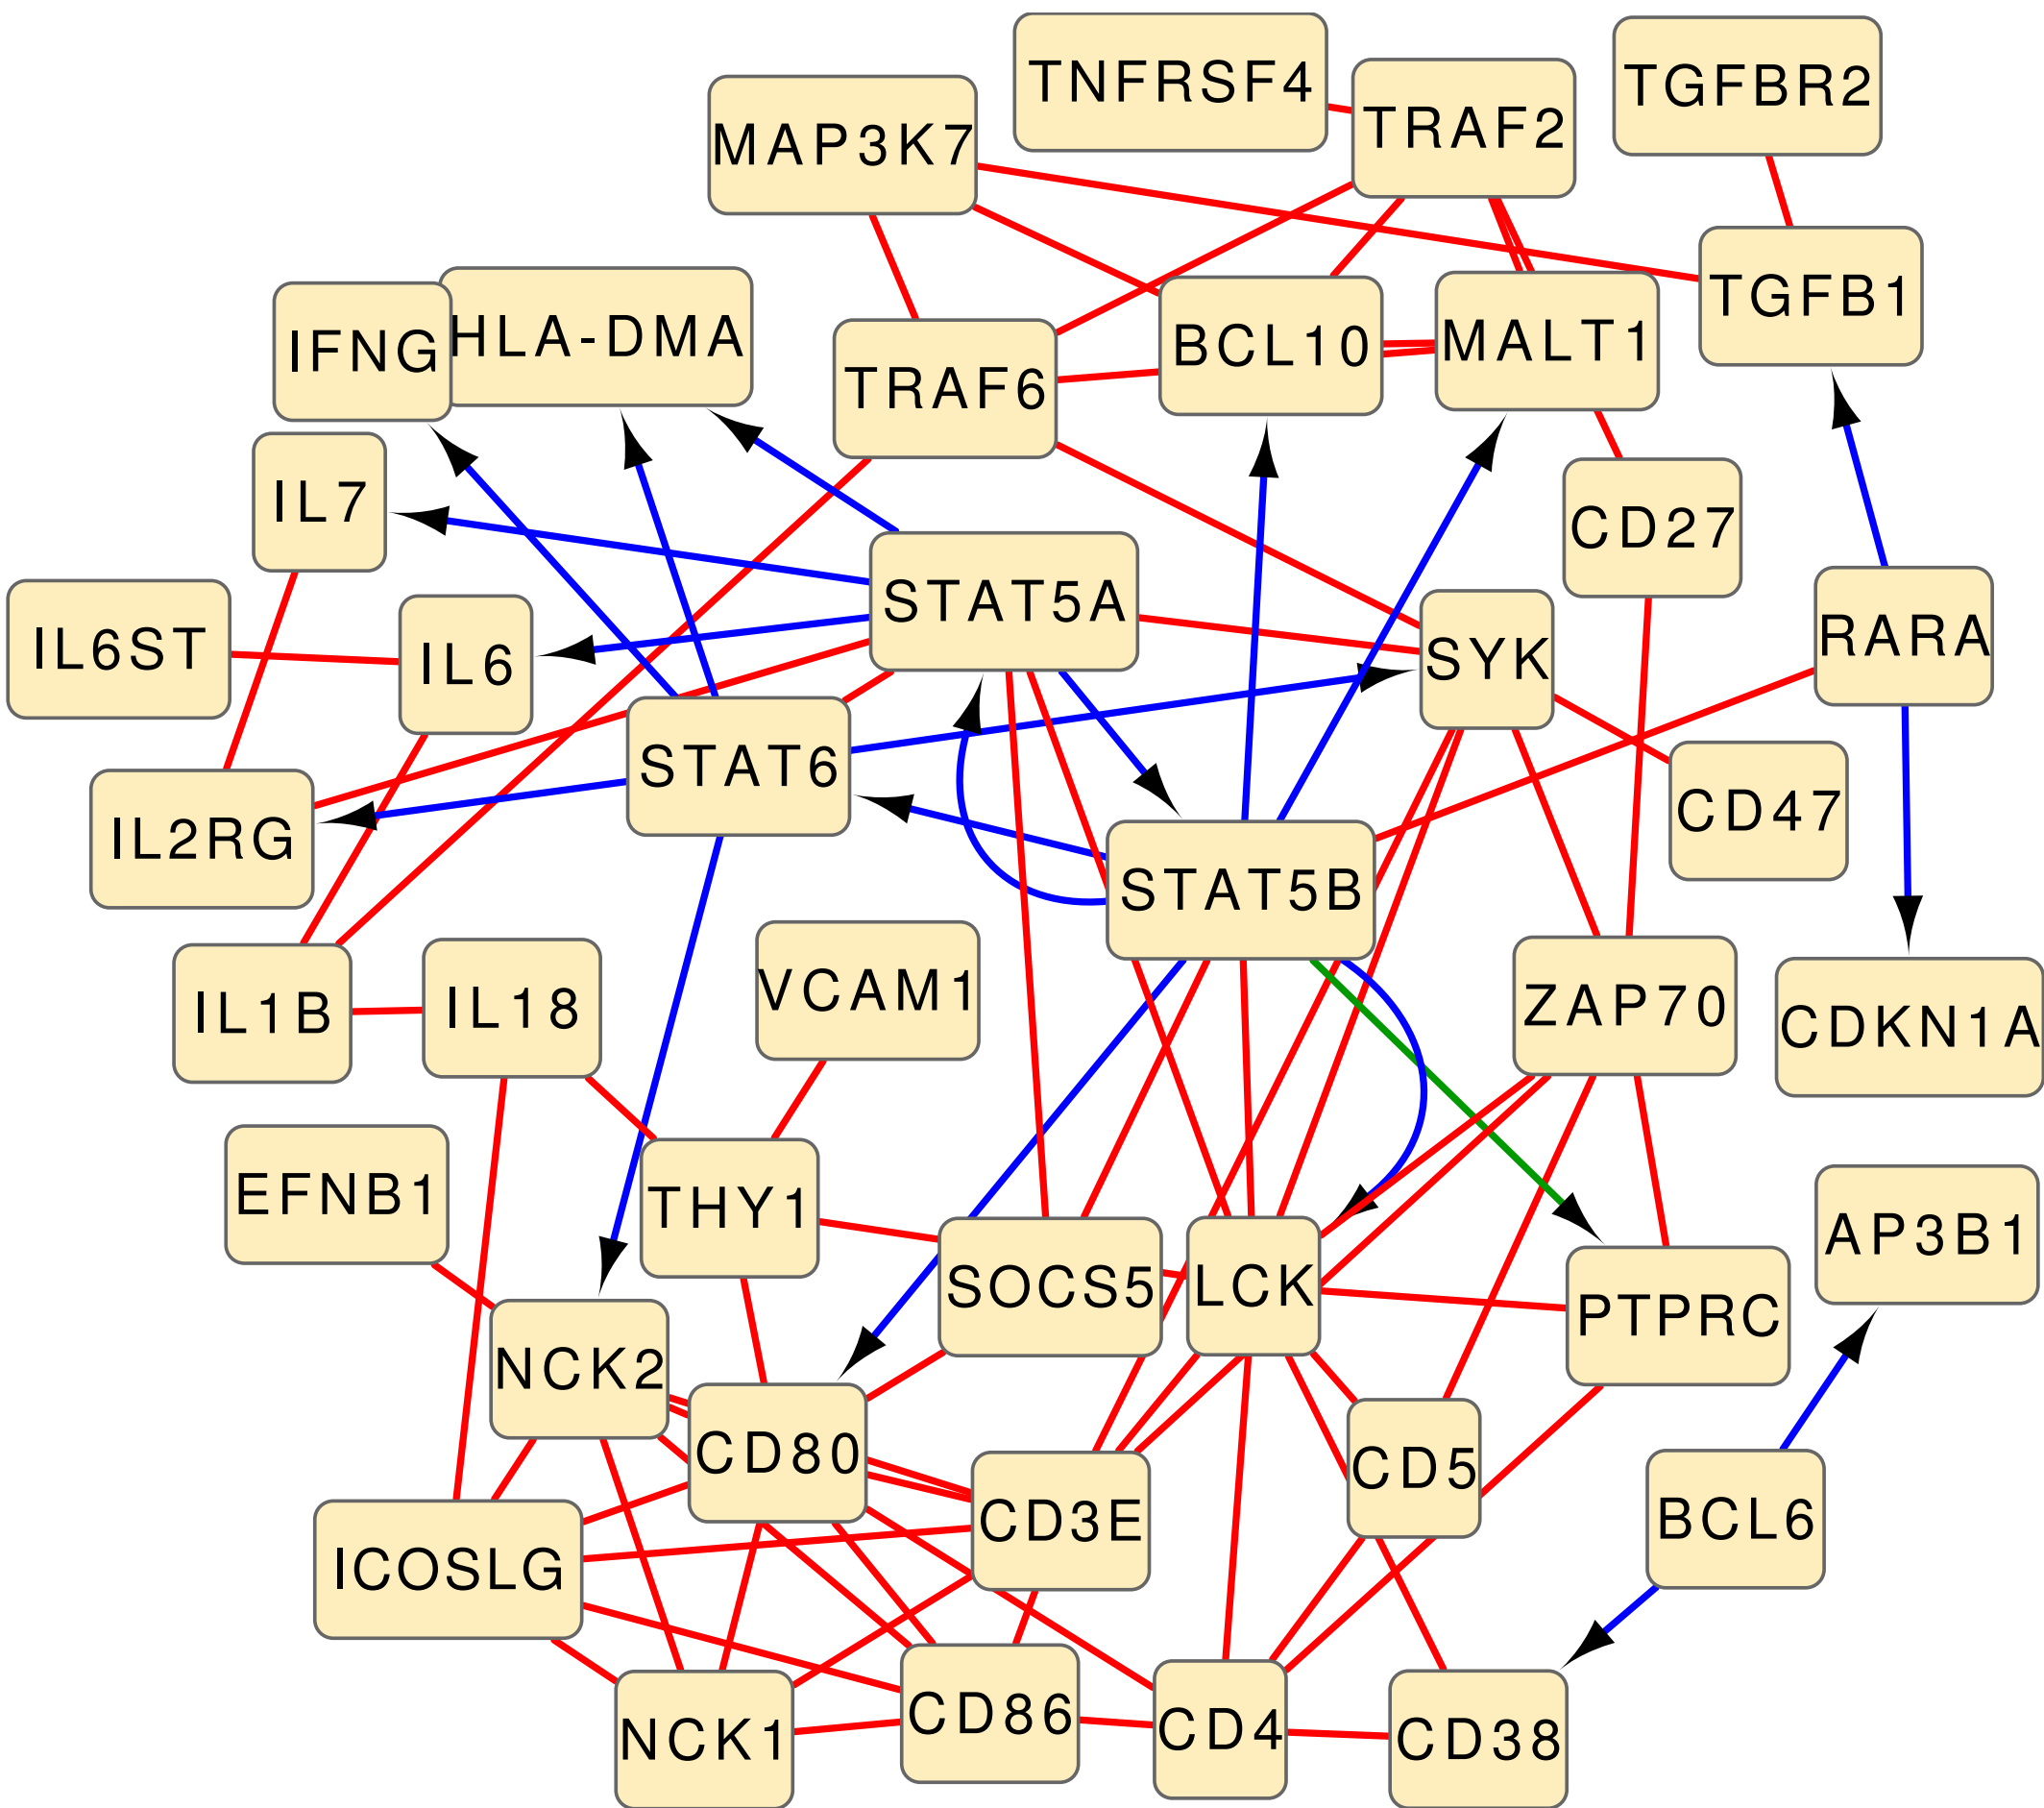 TNFRSF4
TGFBR2
TRAF2
MAP3K7
TGFB1
IFNG
HLA-DMA
BCL10
MALT1
TRAF6
IL7
CD27
STAT5A
IL6ST
IL6
SYK
RARA
STAT6
IL2RG
CD47
STAT5B
VCAM1
IL1B
IL18
ZAP70
CDKN1A
EFNB1
THY1
AP3B1
SOCS5
LCK
PTPRC
NCK2
CD80
CD5
CD3E
BCL6
ICOSLG
CD86
CD4
CD38
NCK1